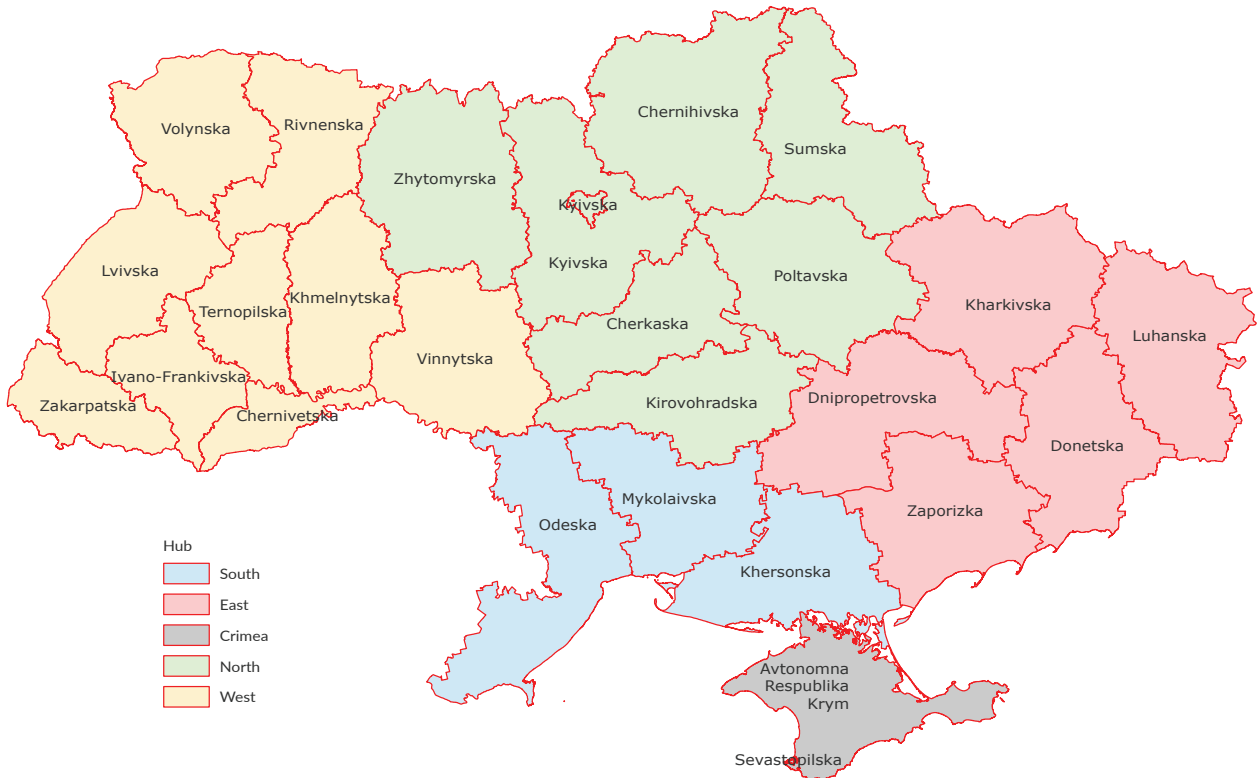 Chernihivska
Volynska
Rivnenska
Sumska
Zhytomyrska
Kyivska
Kyivska
Lvivska
Poltavska
Khmelnytska
Ternopilska
Kharkivska
Cherkaska
Luhanska
Vinnytska
Ivano-Frankivska
Zakarpatska
Chernivetska
Kirovohradska
Dnipropetrovska
Donetska
Mykolaivska
Zaporizka
Odeska
Khersonska
Hub
South
East
Crimea
North
West
Avtonomna
Respublika
Krym
Sevastopilska